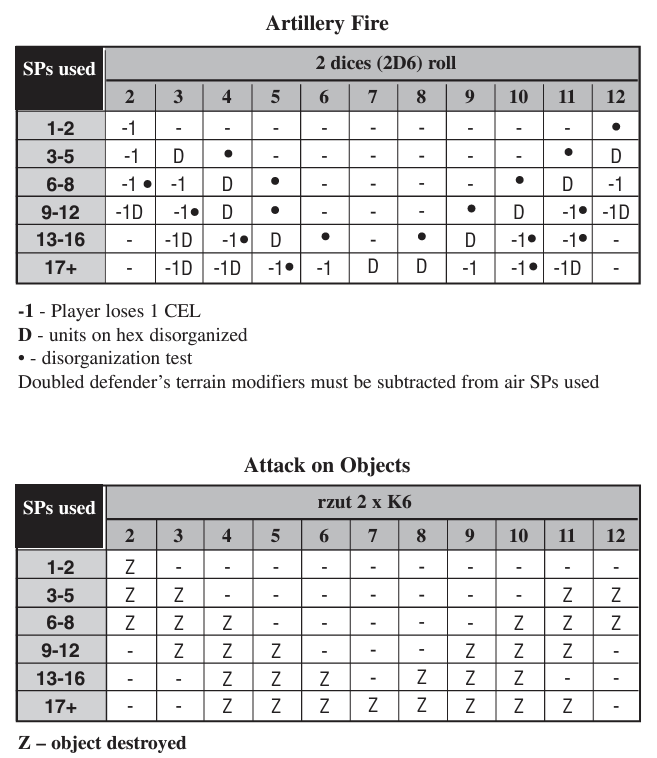 Artillery Fire
SPs used 2 dices (2D6) roll
2 3 4 5 6 7 8 9 10 11 12
1-2 -1 - - - - - - - - - •
3-5 -1 D • - - - - - - • D
6-8 -1 • -1 D • - - - - • D -1
9-12 -1D -1• D • - - - • D -1• -1D
13-16 - -1D -1• D • - • D -1• -1• -
17+ - -1D -1D -1• -1 D D -1 -1• -1D -
-1 - Player loses 1 CEL
D - units on hex disorganized
• - disorganization test
Doubled defender's terrain modifiers must be subtracted from air SPs used
Attack on Objects
SPs used rzut 2 x K6
2 3 4 5 6 7 8 9 10 11 12
1-2 Z - - - - - - - - - -
3-5 Z Z - - - - - - - Z Z
6-8 Z Z Z - - - - - Z Z Z
9-12 - Z Z Z - - - Z Z Z -
13-16 - - Z Z Z - Z Z Z - -
17+ - - Z Z Z Z Z Z Z Z -
Z – object destroyed